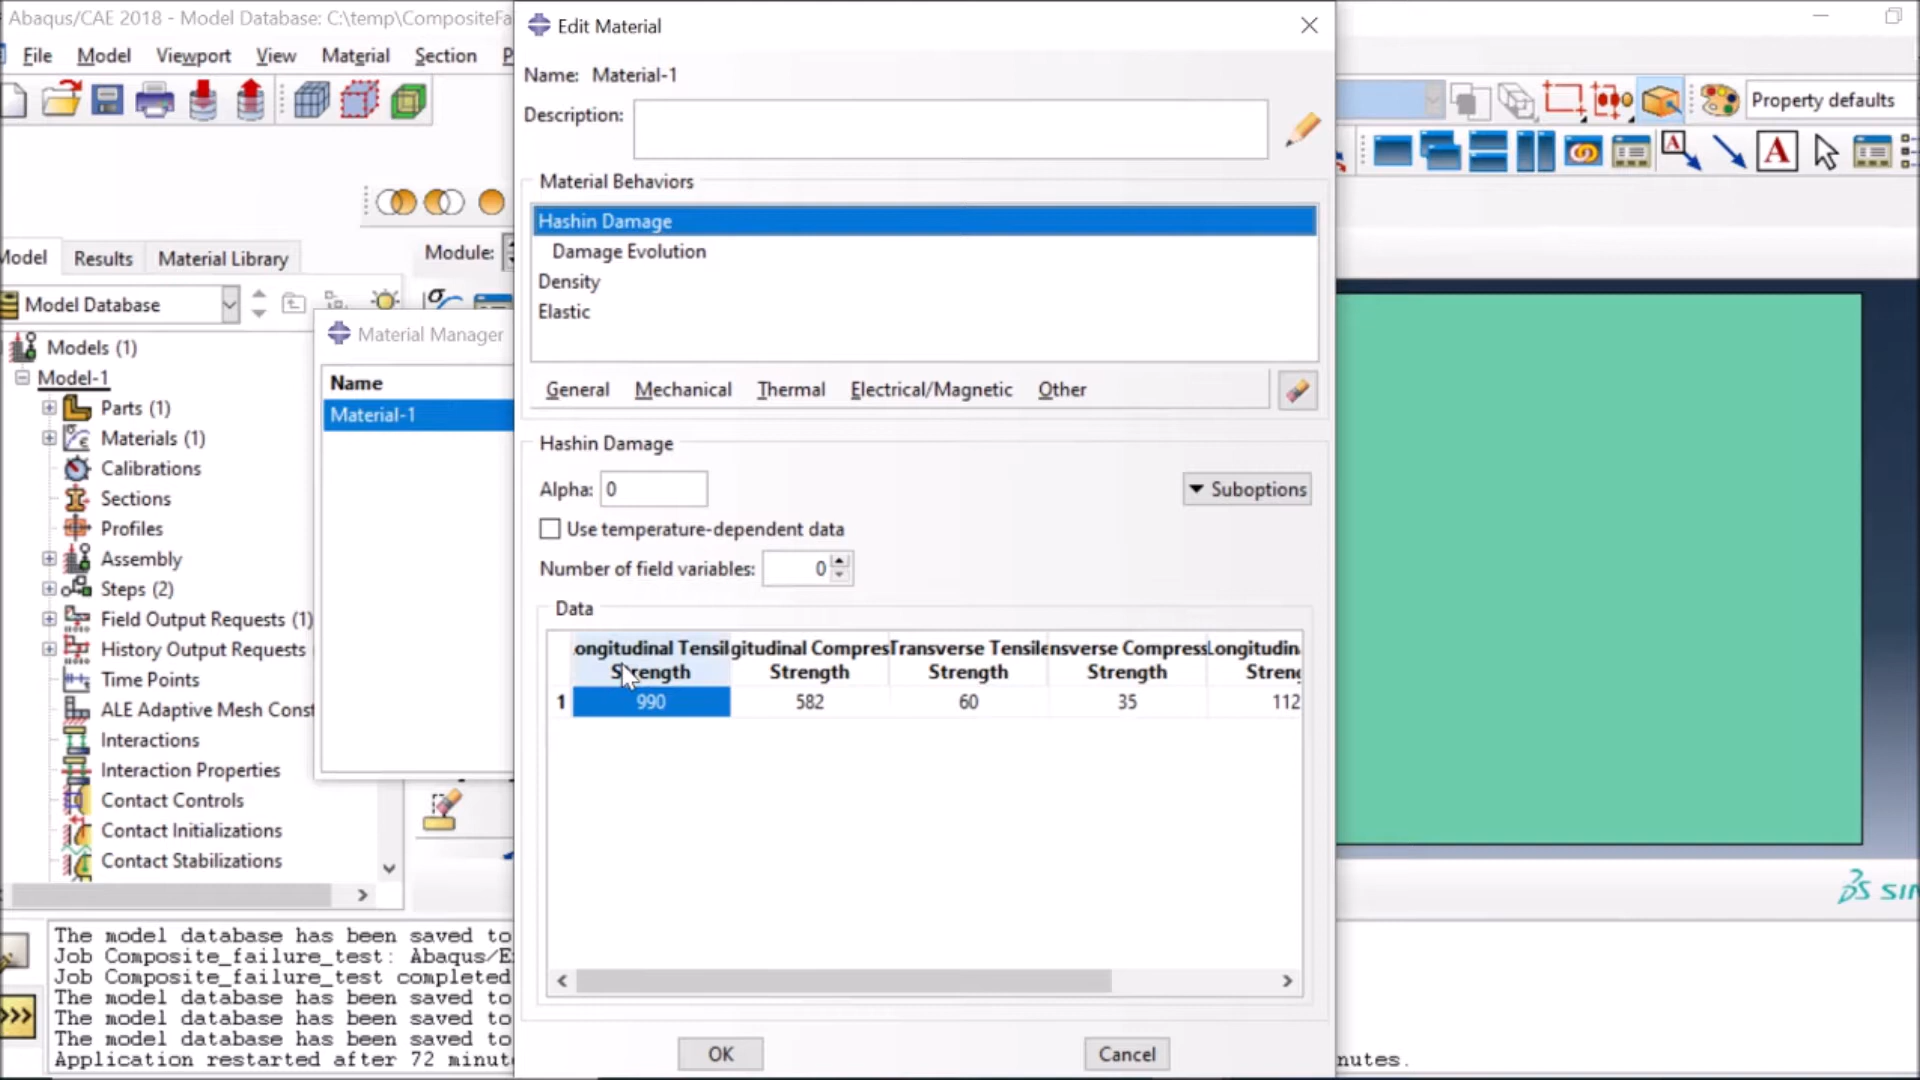 Abaqus/CAE 2018 - Model Database: C:\temp\CompositeFa
File Model Viewport View Material Section P
Property defaults
Model Results Material Library
Module:
Model Database
Models (1)
Model-1
Parts (1)
Materials (1)
Calibrations
Sections
Profiles
Assembly
Steps (2)
Field Output Requests (1)
History Output Requests
Time Points
ALE Adaptive Mesh Const
Interactions
Interaction Properties
Contact Controls
Contact Initializations
Contact Stabilizations
Material Manager
Name
Material-1
Edit Material
Name: Material-1
Description:
Material Behaviors
Hashin Damage
Damage Evolution
Density
Elastic
General Mechanical Thermal Electrical/Magnetic Other
Hashin Damage
Alpha: 0
Suboptions
Use temperature-dependent data
Number of field variables: 0
Data
ongitudinal Tensil gitudinal Compres Transverse Tensile nsverse Compress Longitudin
Strength Strength Strength Strength Streng
1 990 582 60 35 112
OK Cancel
The model database has been saved to
Job Composite_failure_test: Abaqus/E
Job Composite_failure_test completed
The model database has been saved to
The model database has been saved to
The model database has been saved to
Application restarted after 72 minut nutes.
>>>
A
A
DS SIM